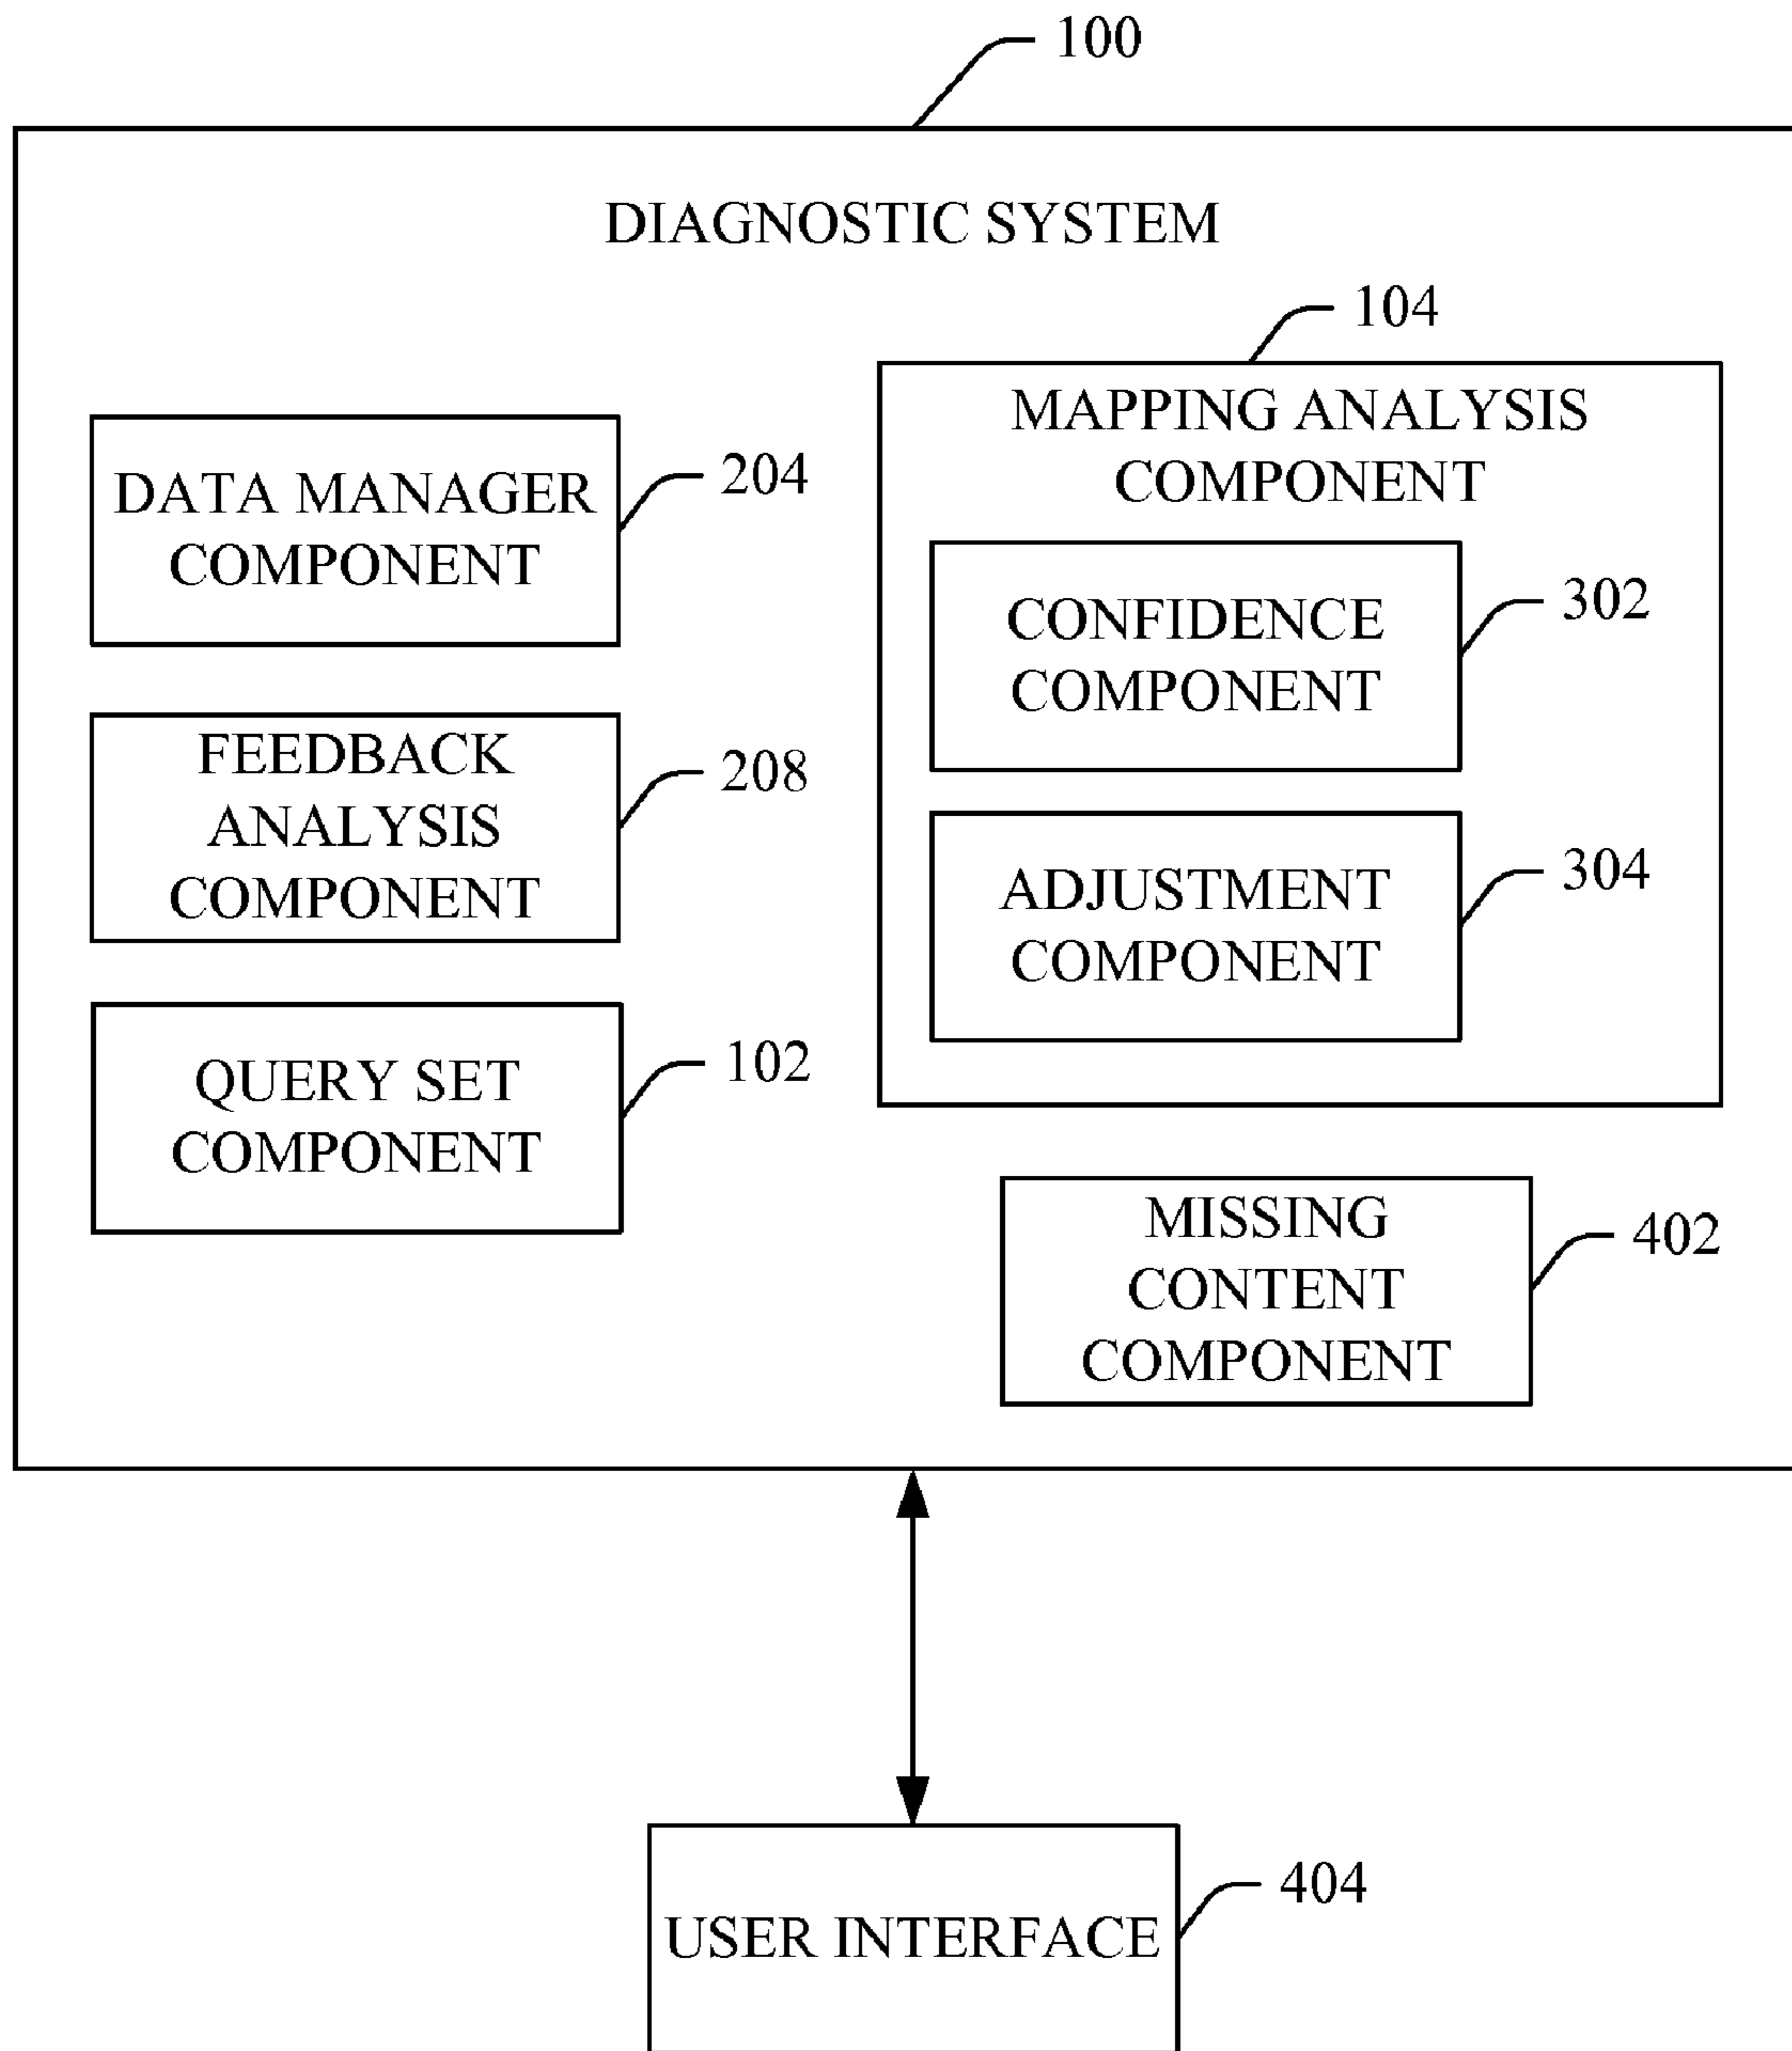 100
DIAGNOSTIC SYSTEM
104
MAPPING ANALYSIS
COMPONENT
DATA MANAGER
COMPONENT
204
CONFIDENCE
COMPONENT
302
FEEDBACK
ANALYSIS
COMPONENT
208
ADJUSTMENT
COMPONENT
304
QUERY SET
COMPONENT
102
MISSING
CONTENT
COMPONENT
402
USER INTERFACE
404